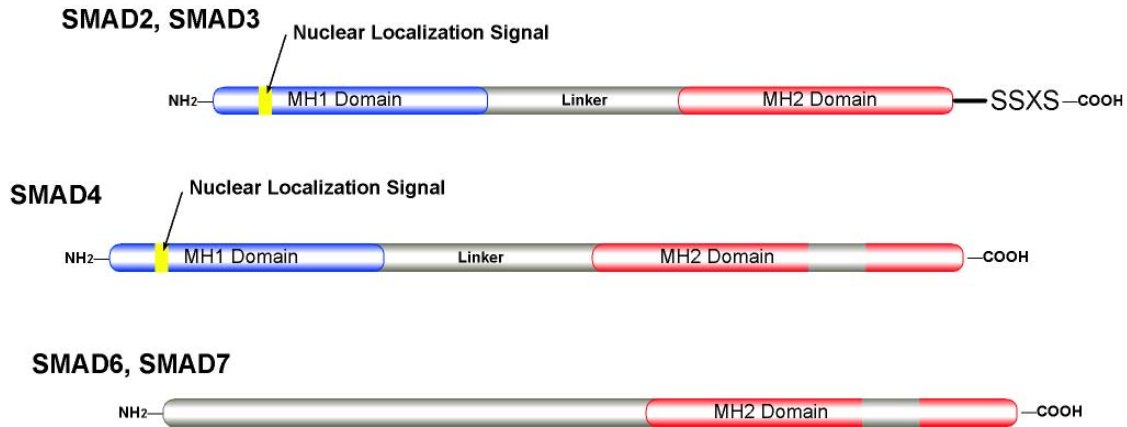 SMAD2, SMAD3
Nuclear Localization Signal
NH2 MH1 Domain Linker MH2 Domain SSXS COOH
SMAD4
Nuclear Localization Signal
NH2 MH1 Domain Linker MH2 Domain COOH
SMAD6, SMAD7
NH2 MH2 Domain COOH